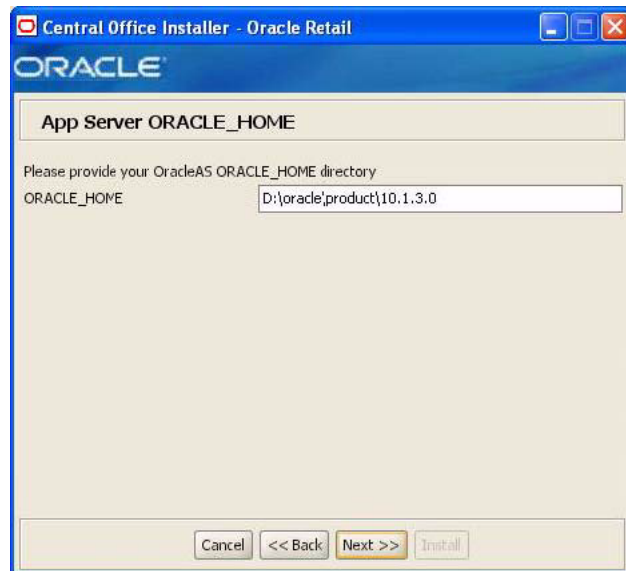 Central Office Installer - Oracle Retail
ORACLE
App Server ORACLE_HOME
Please provide your OracleAS ORACLE_HOME directory
ORACLE_HOME D:\oracle\product\10.1.3.0
Cancel << Back Next >> Install